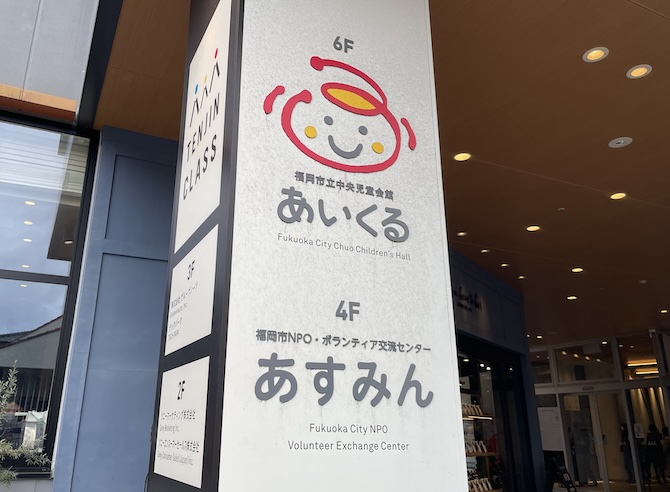 TENJIN
CLASS
3F
2F
6F
福岡市立中央児童会館
あいくる
Fukuoka City Chuo Children's Hall
4F
福岡市NPO・ボランティア交流センター
あすみん
Fukuoka City NPO
Volunteer Exchange Center